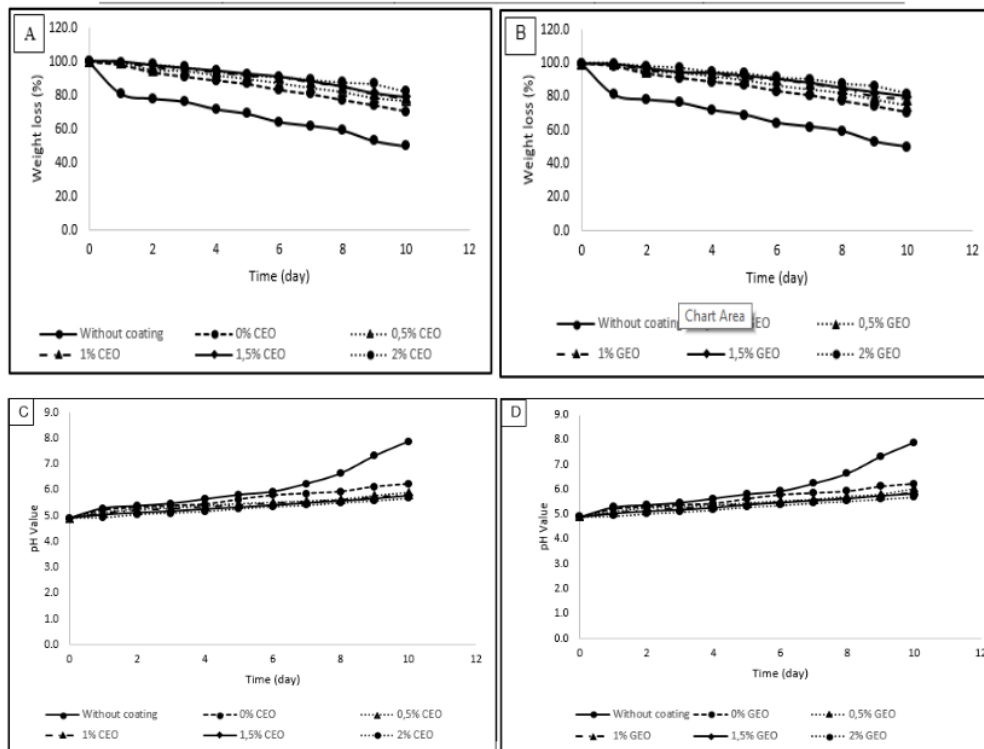 A
120.0
100.0
80.0
60.0
40.0
20.0
0.0
Weight loss (%)
0 2 4 6 8 10 12
Time (day)
Without coating 0% CEO 0,5% CEO
1% CEO 1,5% CEO 2% CEO
B
120.0
100.0
80.0
60.0
40.0
20.0
0.0
Weight loss (%)
0 2 4 6 8 10 12
Time (day)
Without coating Chart Area GEO 0,5% GEO
1% GEO 1,5% GEO 2% GEO
C
9.0
8.0
7.0
6.0
5.0
4.0
3.0
2.0
1.0
0.0
pH Value
0 2 4 6 8 10 12
Time (day)
Without coating 0% CEO 0,5% CEO
1% CEO 1,5% CEO 2% CEO
D
9.0
8.0
7.0
6.0
5.0
4.0
3.0
2.0
1.0
0.0
pH Value
0 2 4 6 8 10 12
Time (day)
Without coating 0% GEO 0,5% GEO
1% GEO 1,5% GEO 2% GEO